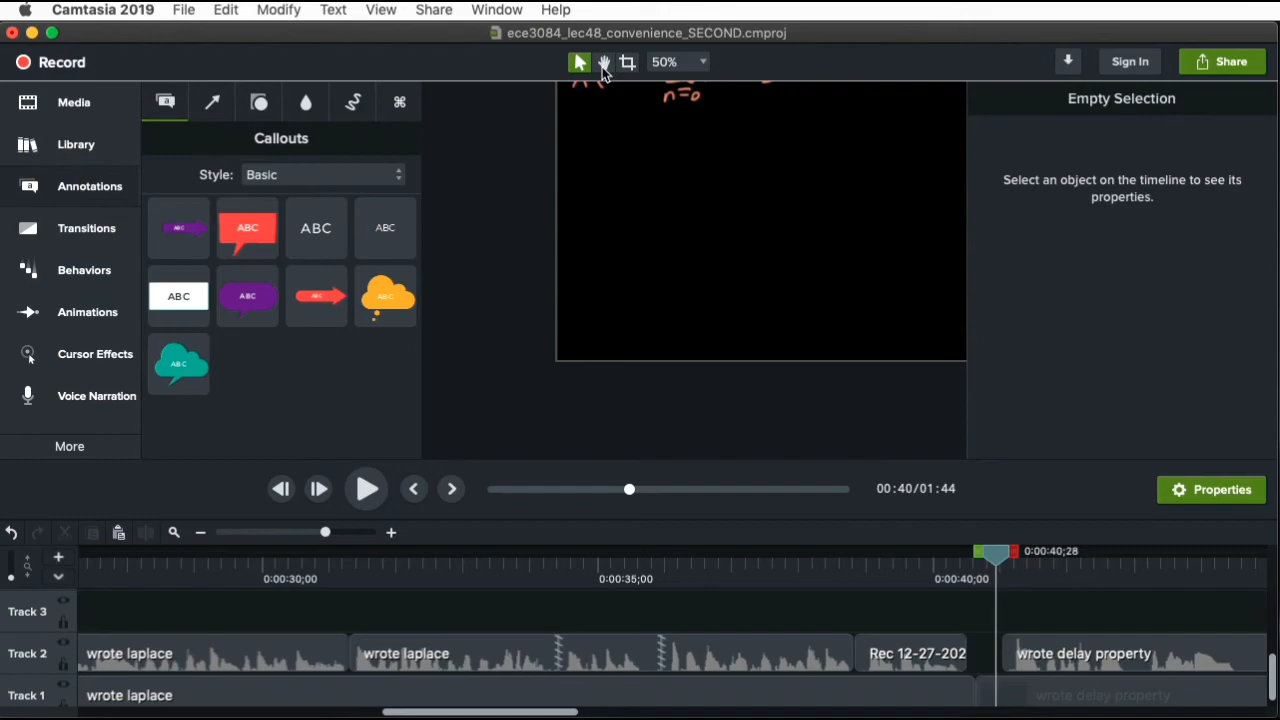 Camtasia 2019 File Edit Modify Text View Share Window Help
ece3084_lec48_convenience_SECOND.cmproj
Record 50% Sign In Share
Media
Library
Annotations
Transitions
Behaviors
Animations
Cursor Effects
Voice Narration
More
Callouts
Style: Basic
ABC ABC ABC ABC
ABC ABC ABC ABC
ABC
n=0
Empty Selection
Select an object on the timeline to see its
properties.
00:40/01:44
Properties
0:00:40;28
0:00:30;00 0:00:35;00 0:00:40;00
Track 3
Track 2 wrote laplace wrote laplace Rec 12-27-202 wrote delay property
Track 1 wrote laplace wrote delay property